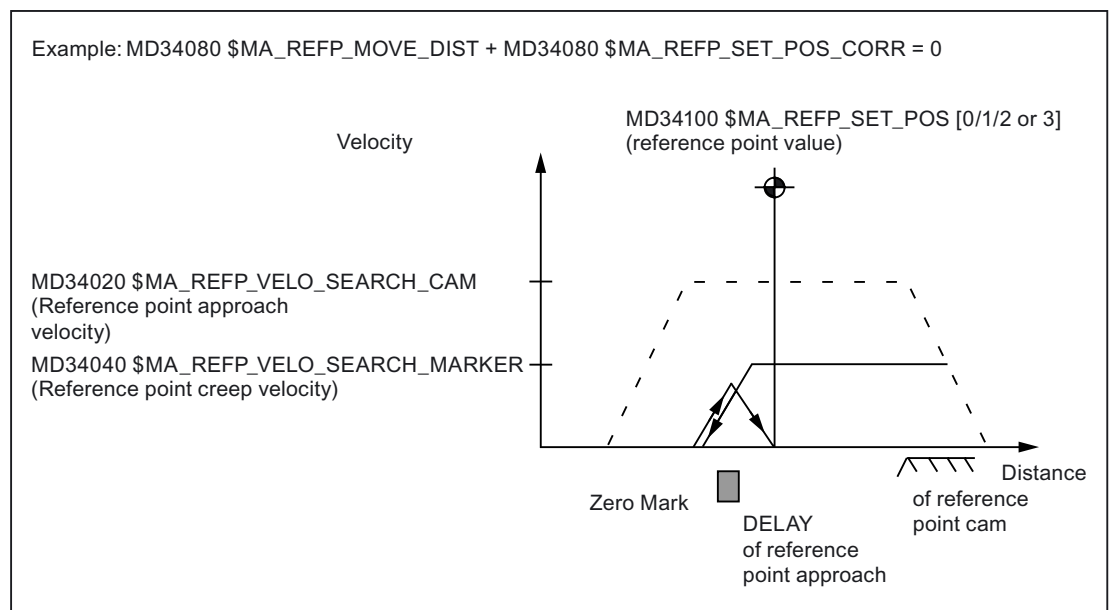 Example: MD34080 $MA_REFP_MOVE_DIST + MD34080 $MA_REFP_SET_POS_CORR = 0
MD34100 $MA_REFP_SET_POS [0/1/2 or 3]
(reference point value)
Velocity
MD34020 $MA_REFP_VELO_SEARCH_CAM
(Reference point approach
velocity)
MD34040 $MA_REFP_VELO_SEARCH_MARKER
(Reference point creep velocity)
Distance
Zero Mark
of reference
point cam
DELAY
of reference
point approach